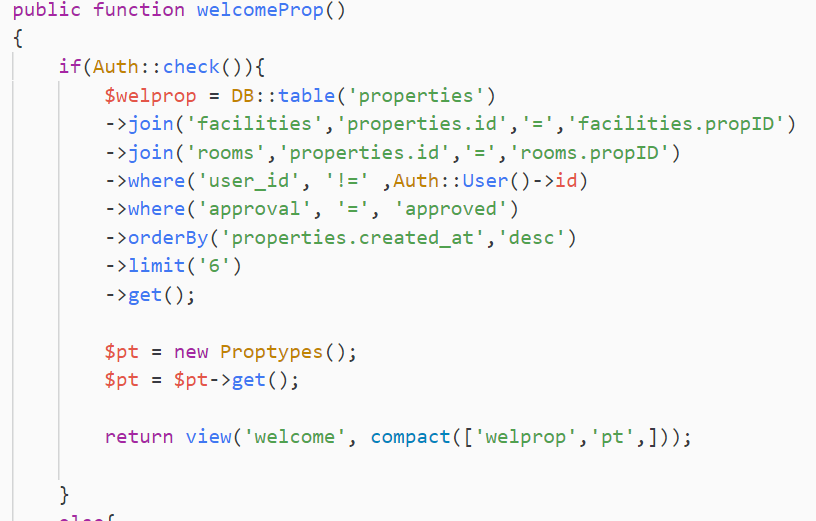 public function welcomeProp()
{
if(Auth::check()){
$welprop = DB::table('properties')
->join('facilities','properties.id','=','facilities.propID')
->join('rooms','properties.id','=','rooms.propID')
->where('user_id', '!=' ,Auth::User()->id)
->where('approval', '=', 'approved')
->orderBy('properties.created_at','desc')
->limit('6')
->get();
$pt = new Proptypes();
$pt = $pt->get();
return view('welcome', compact(['welprop','pt',]));
}
else{